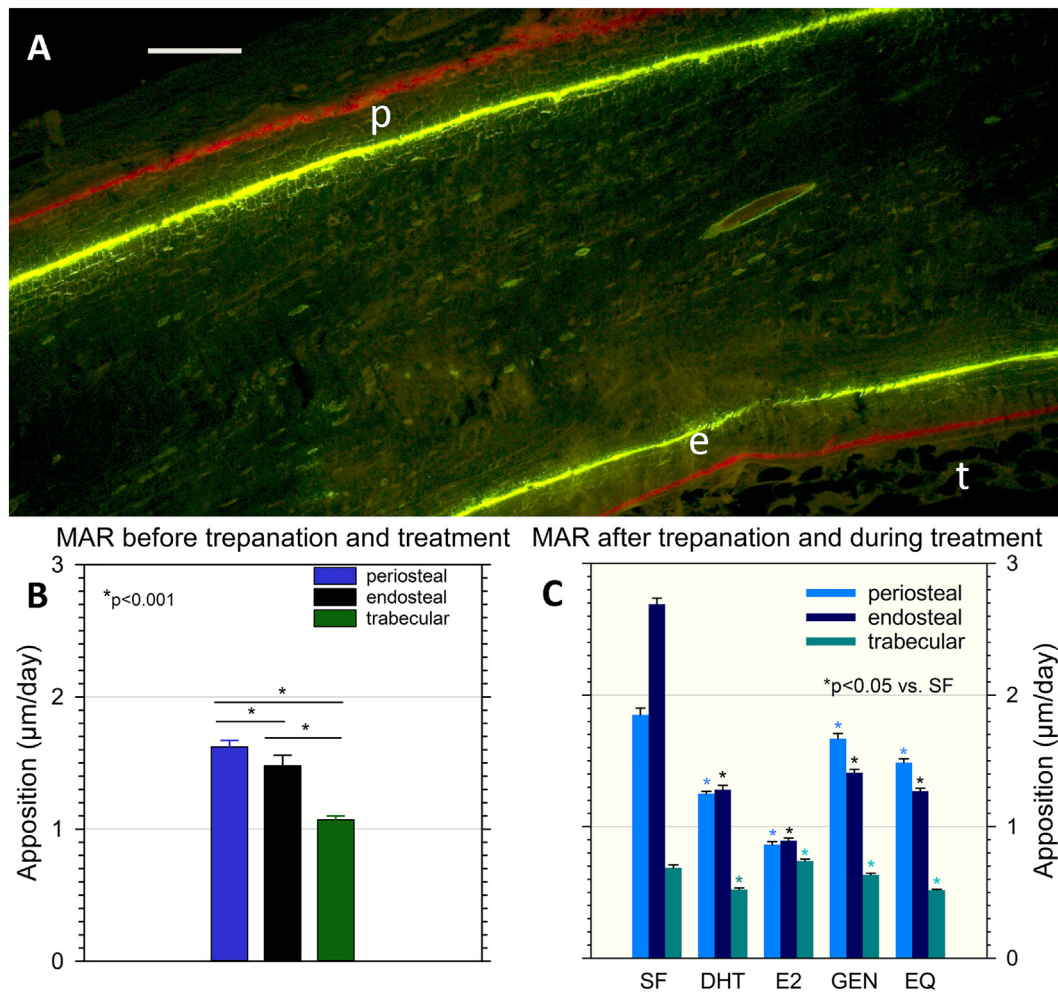 A
p
e
t
MAR before trepanation and treatment
B
*p<0.001
periosteal
endosteal
trabecular
* 
* *
3
2
1
0
Apposition (µm/day)
MAR after trepanation and during treatment
C
periosteal
endosteal
trabecular
*p<0.05 vs. SF
* *
* *
* * *
* * *
* * *
3
2
1
0
Apposition (µm/day)
SF DHT E2 GEN EQ